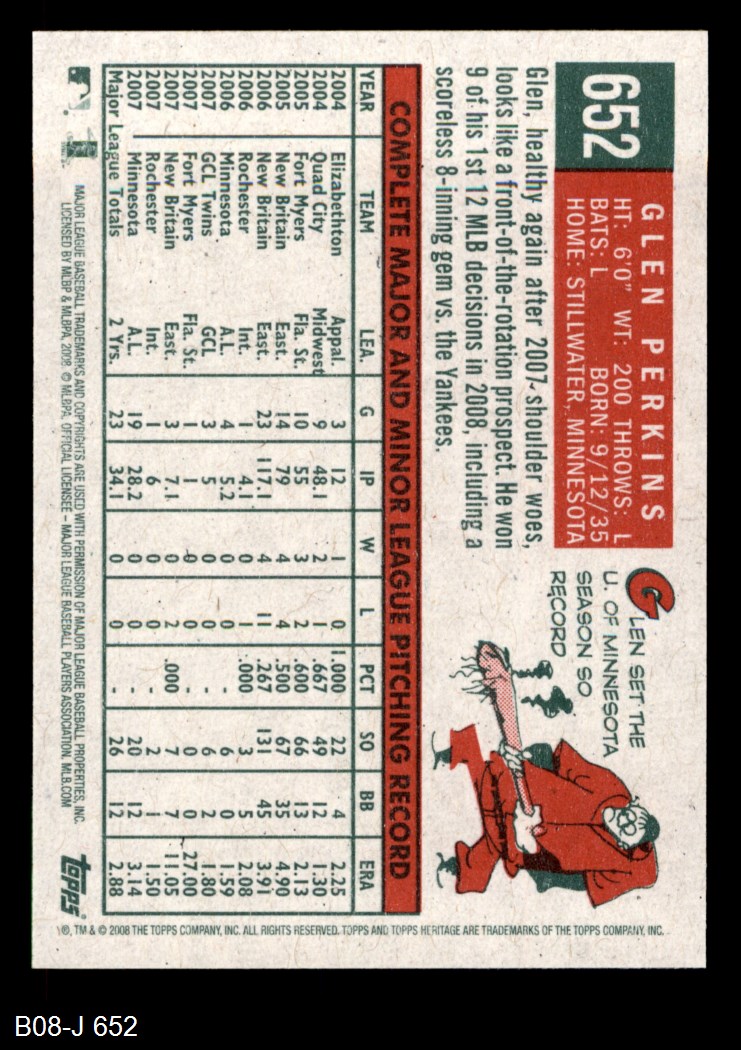 652
GLEN PERKINS
HT: 6'0" WT: 200 THROWS: L
BATS: L BORN: 9/12/35
HOME: STILLWATER, MINNESOTA
Glen, healthy again after 2007 shoulder woes,
looks like a front-of-the-rotation prospect. He won
9 of his 1st 12 MLB decisions in 2008, including a
scoreless 8-inning gem vs. the Yankees.
GLEN SET THE
U. OF MINNESOTA
SEASON SO
RECORD
COMPLETE MAJOR AND MINOR LEAGUE PITCHING RECORD
YEAR TEAM LEA. G IP W L PCT SO BB ERA
2004 Elizabethton Appal. 3 12 1 0 1.000 22 4 2.25
2004 Quad City Midwest 9 48.1 2 1 .667 49 12 1.30
2005 Fort Myers Fla. St. 10 55 3 2 .600 66 13 2.13
2005 New Britain East. 14 79 4 4 .500 67 35 4.90
2006 New Britain East. 23 117.1 4 11 .267 131 45 3.91
2006 Rochester Int. 1 4.1 0 1 .000 3 5 2.08
2006 Minnesota A.L. 4 5.2 0 0 - 6 0 1.59
2007 GCL Twins GCL 3 5 0 0 - 6 2 1.80
2007 Fort Myers Fla. St. 1 1 0 0 - 0 0 27.00
2007 New Britain East. 3 7.1 0 2 .000 7 7 11.05
2007 Rochester Int. 1 6 0 0 - 2 1 1.50
2007 Minnesota A.L. 19 28.2 0 0 - 20 12 3.14
Major League Totals 2 Yrs. 23 34.1 0 0 - 26 12 2.88
MAJOR LEAGUE BASEBALL TRADEMARKS AND COPYRIGHTS ARE USED WITH PERMISSION OF MAJOR LEAGUE BASEBALL PROPERTIES, INC.
LICENSED BY MLBP & MLBPA, 2008. © MLBPA, OFFICIAL LICENSEE – MAJOR LEAGUE BASEBALL PLAYERS ASSOCIATION, MLB.COM
topps
®, TM & © 2008 THE TOPPS COMPANY, INC. ALL RIGHTS RESERVED. TOPPS AND TOPPS HERITAGE ARE TRADEMARKS OF THE TOPPS COMPANY, INC.
B08-J 652